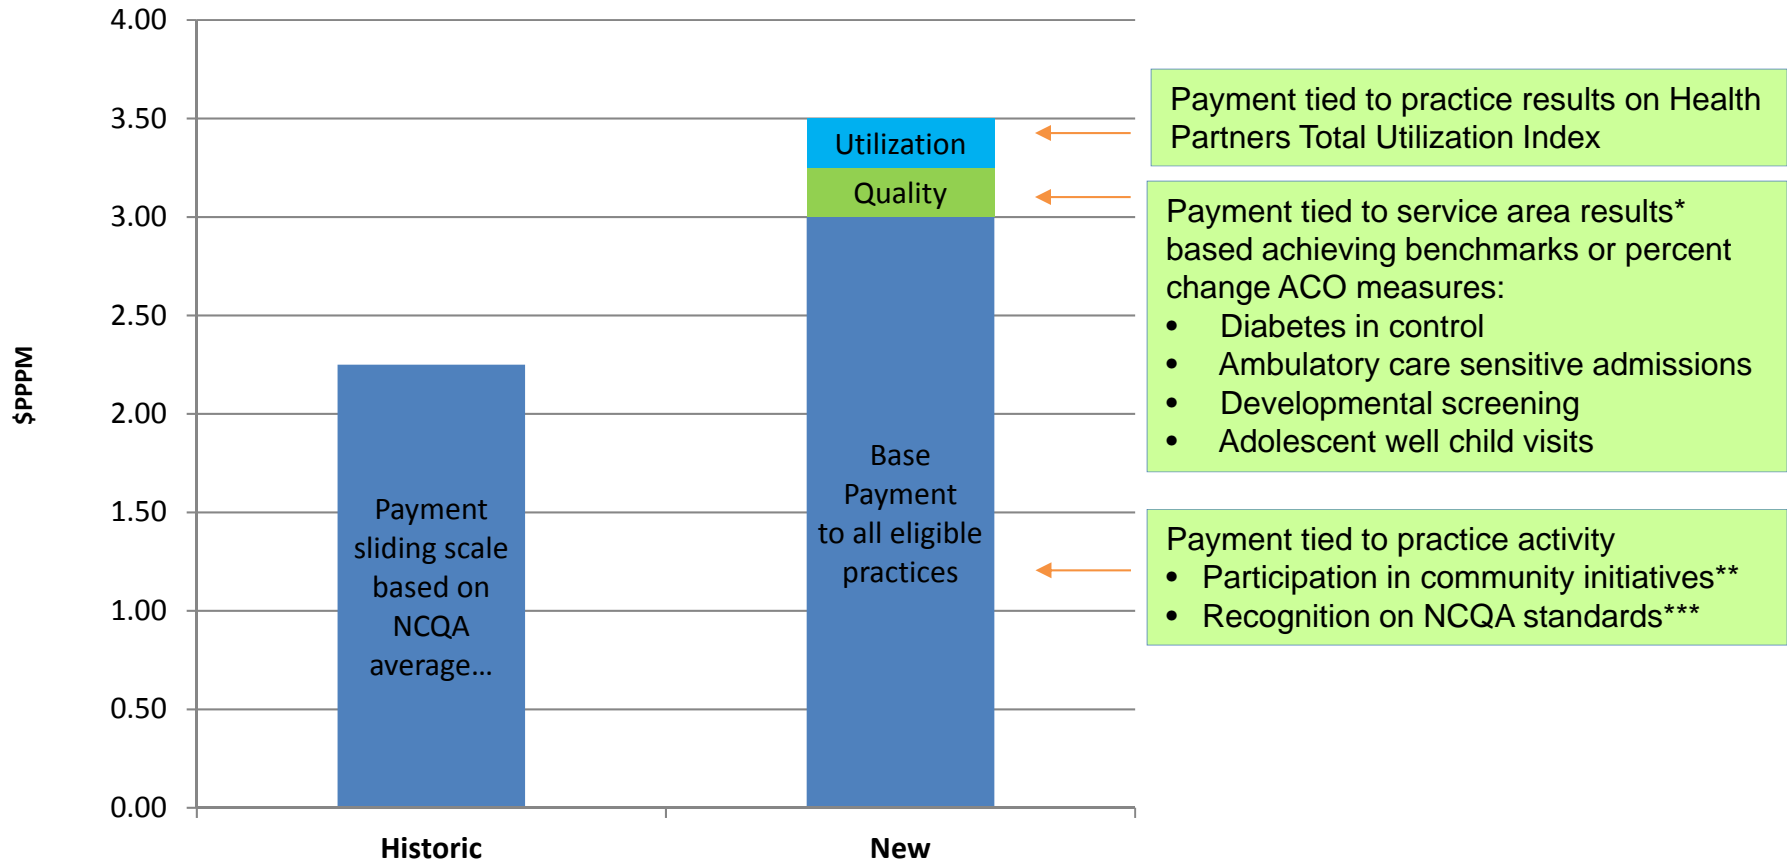 4.00
3.50
3.00
2.50
2.00
1.50
1.00
0.50
0.00
$PPPM
Payment
sliding scale
based on
NCQA
average...
Historic
Utilization
Quality
Base
Payment
to all eligible
practices
New
Payment tied to practice results on Health
Partners Total Utilization Index
Payment tied to service area results*
based achieving benchmarks or percent
change ACO measures:
• Diabetes in control
• Ambulatory care sensitive admissions
• Developmental screening
• Adolescent well child visits
Payment tied to practice activity
• Participation in community initiatives**
• Recognition on NCQA standards***